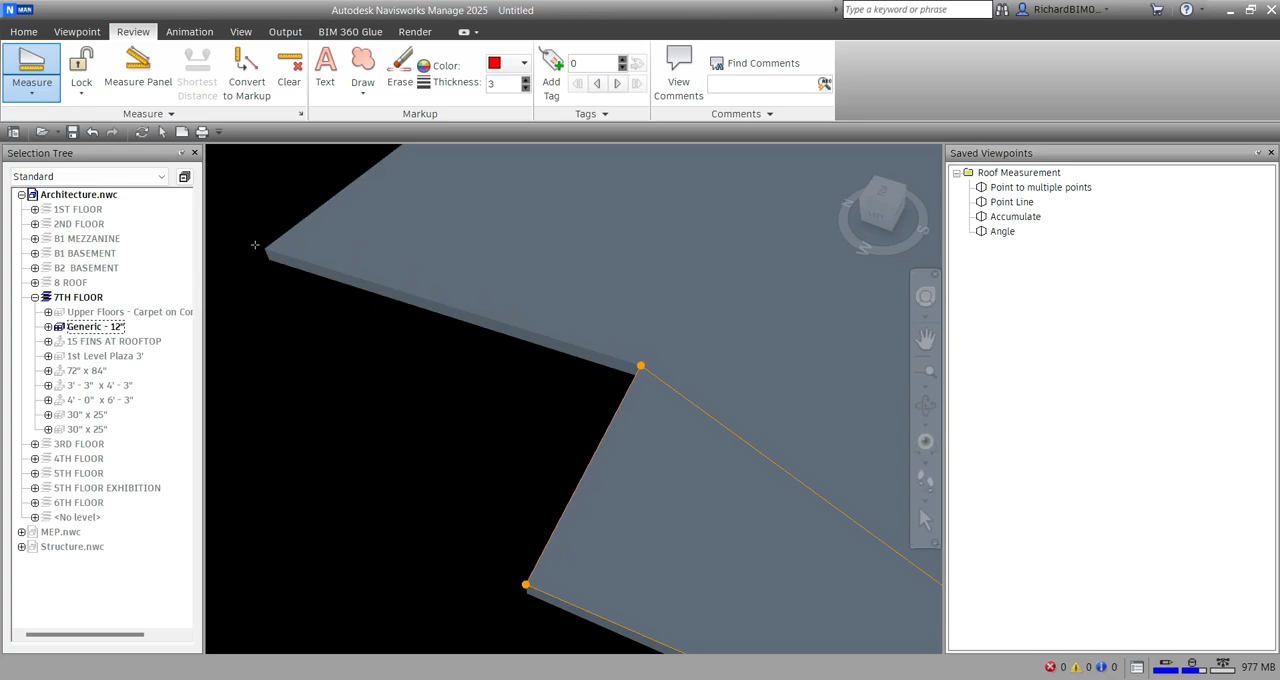 MAN
Autodesk Navisworks Manage 2025 Untitled
Type a keyword or phrase
RichardBIMO...
Home Viewpoint Review Animation View Output BIM 360 Glue Render
Measure
Lock
Measure Panel
Shortest Distance
Convert to Markup
Clear
Text
Draw
Erase
Color:
Thickness: 3
Add Tag
0
View Comments
Find Comments
Measure
Markup
Tags
Comments
Selection Tree
Standard
Architecture.nwc
1ST FLOOR
2ND FLOOR
B1 MEZZANINE
B1 BASEMENT
B2 BASEMENT
8 ROOF
7TH FLOOR
Upper Floors - Carpet on Cor
Generic - 12"
15 FINS AT ROOFTOP
1st Level Plaza 3'
72" x 84"
3' - 3" x 4' - 3"
4' - 0" x 6' - 3"
30" x 25"
30" x 25"
3RD FLOOR
4TH FLOOR
5TH FLOOR
5TH FLOOR EXHIBITION
6TH FLOOR
<No level>
MEP.nwc
Structure.nwc
N
S
W
Saved Viewpoints
Roof Measurement
Point to multiple points
Point Line
Accumulate
Angle
0 0 0
977 MB